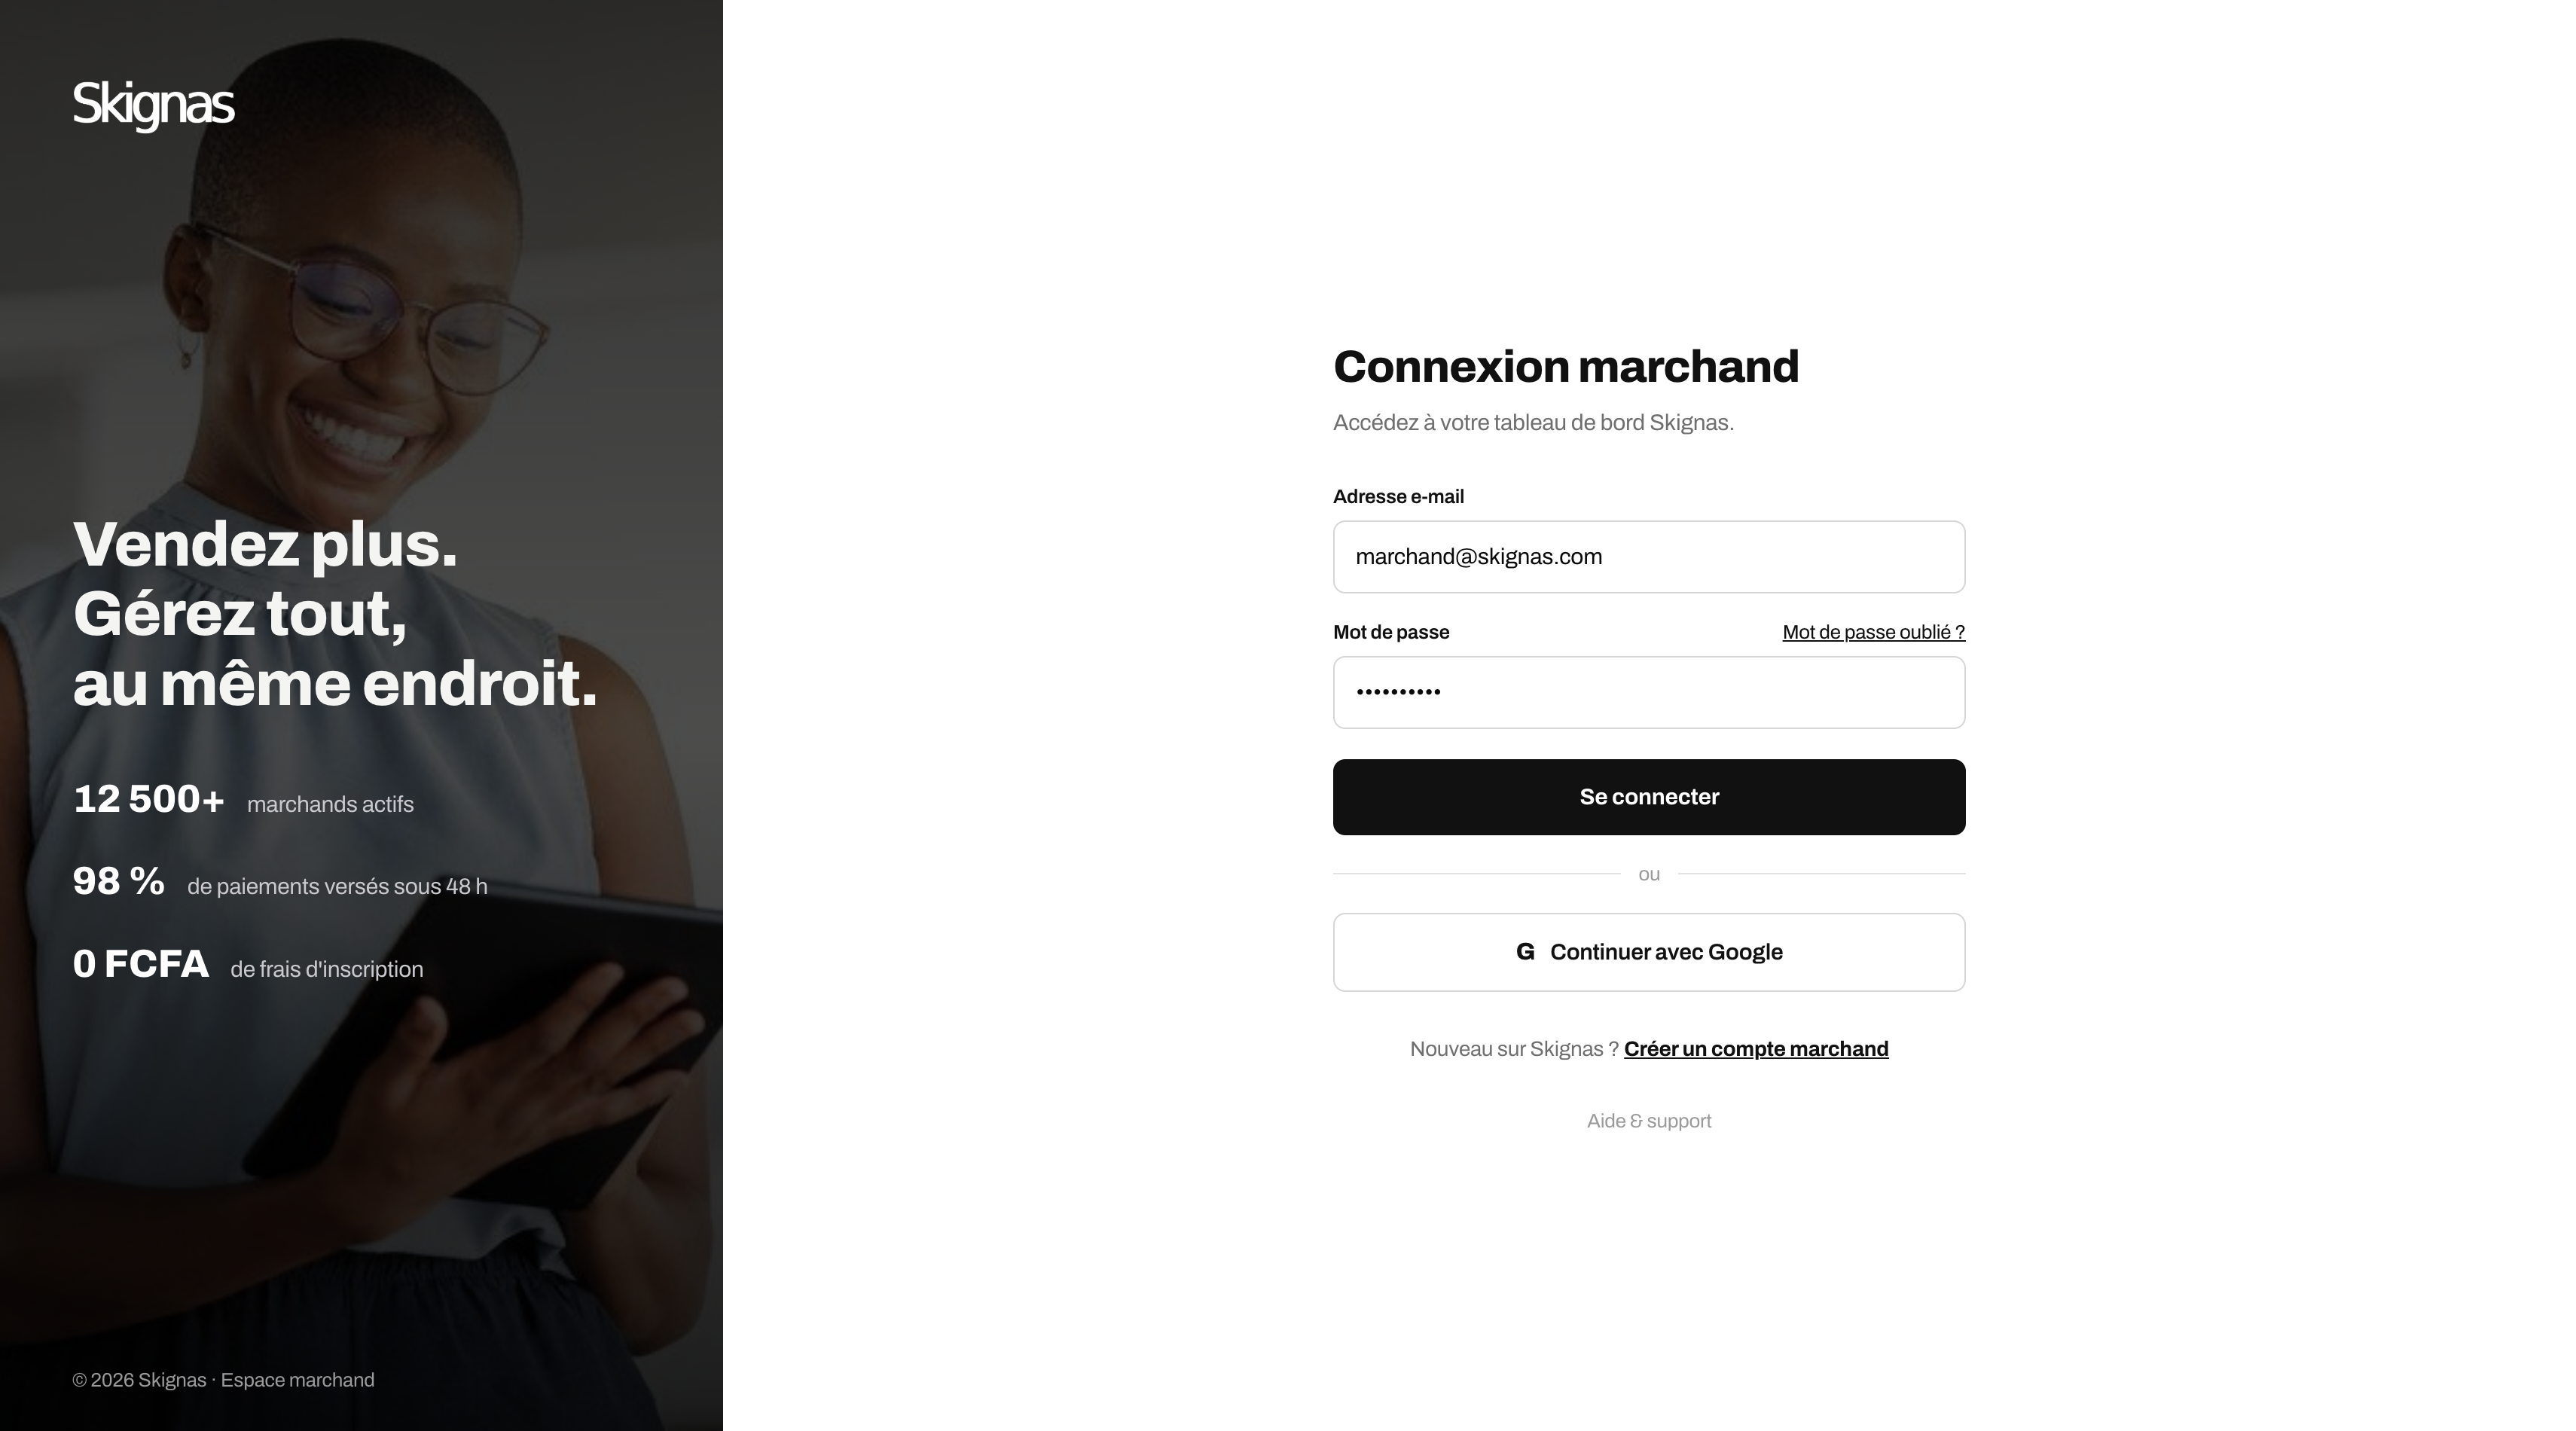 Skignas
Vendez plus.
Gérez tout,
au même endroit.
12 500+ marchands actifs
98 % de paiements versés sous 48 h
0 FCFA de frais d'inscription
© 2026 Skignas · Espace marchand
Connexion marchand
Accédez à votre tableau de bord Skignas.
Adresse e-mail
marchand@skignas.com
Mot de passe Mot de passe oublié ?
••••••••••
Se connecter
ou
G Continuer avec Google
Nouveau sur Skignas ? Créer un compte marchand
Aide & support